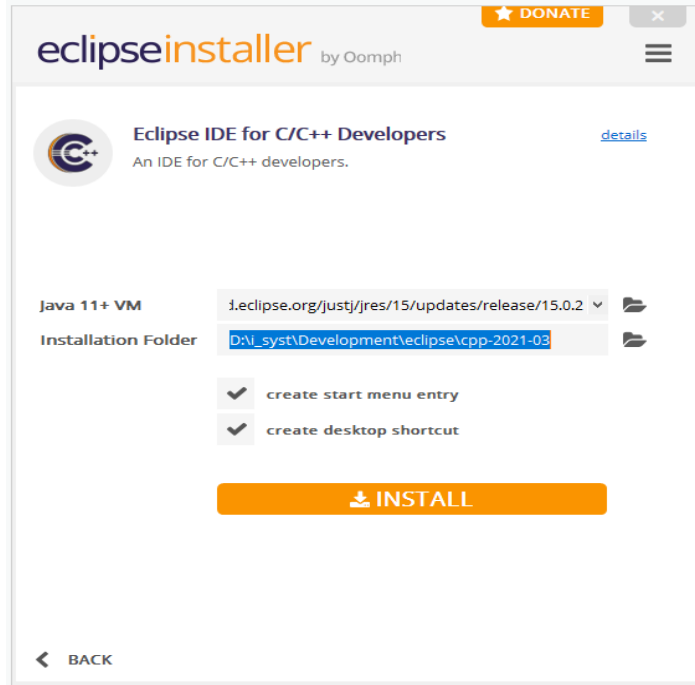 DONATE
eclipseinstaller by Oomph
Eclipse IDE for C/C++ Developers
details
An IDE for C/C++ developers.
C++
Java 11+ VM
d.eclipse.org/justj/jres/15/updates/release/15.0.2
Installation Folder
D:\i_syst\Development\eclipse\cpp-2021-03
create start menu entry
create desktop shortcut
INSTALL
BACK